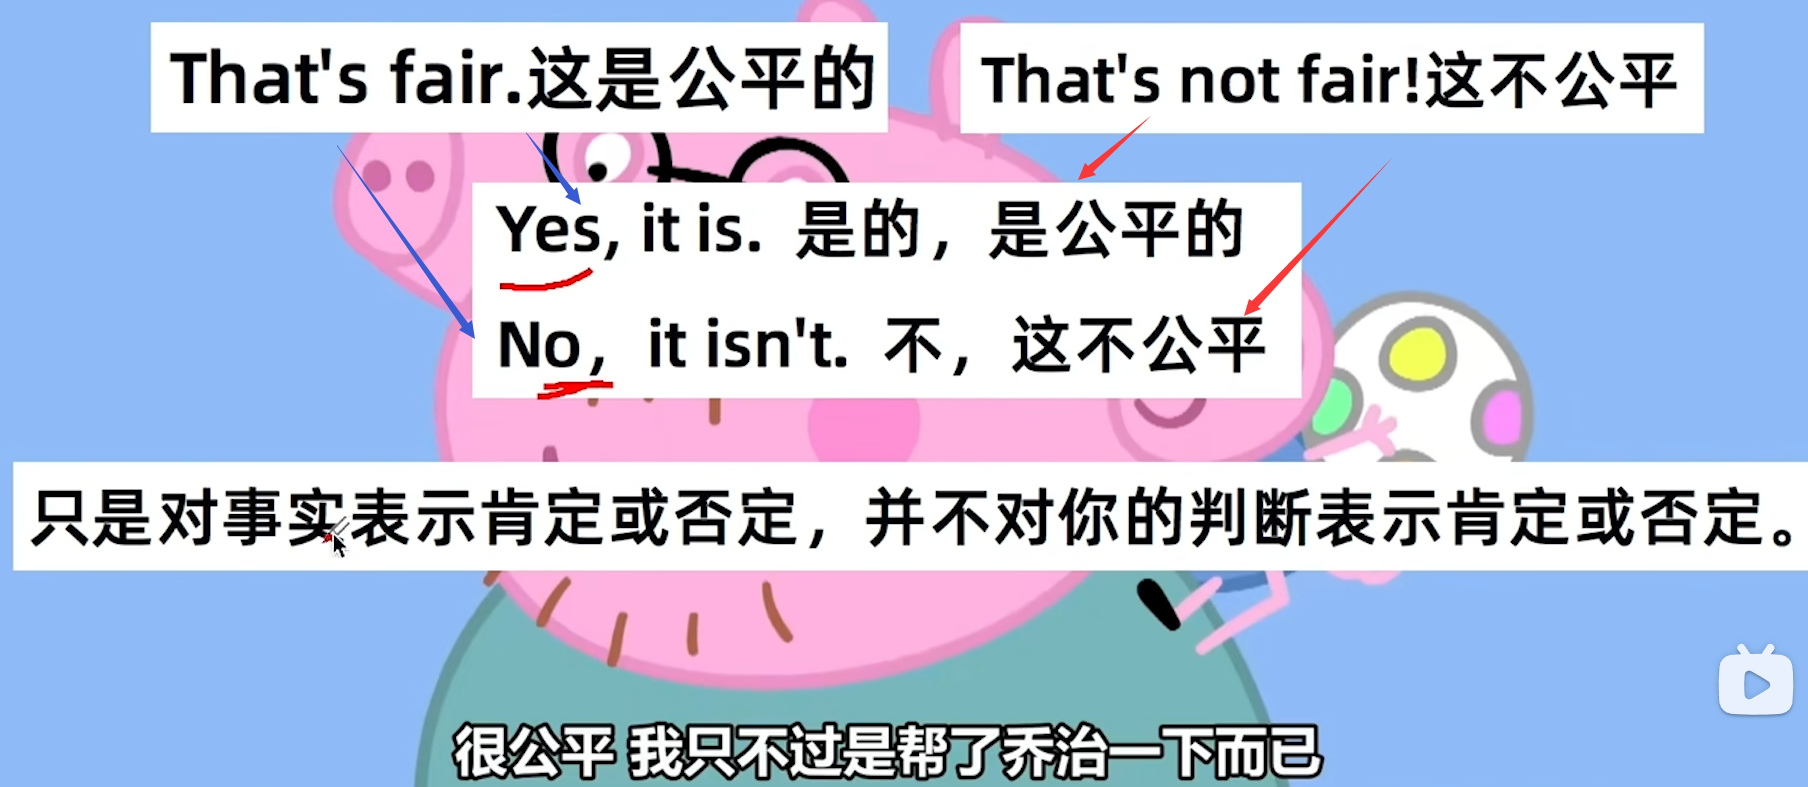 That's fair.这是公平的
That's not fair!这不公平
Yes, it is. 是的，是公平的
No，it isn't. 不，这不公平
只是对事实表示肯定或否定，并不对你的判断表示肯定或否定。
很公平 我只不过是帮了乔治一下而已